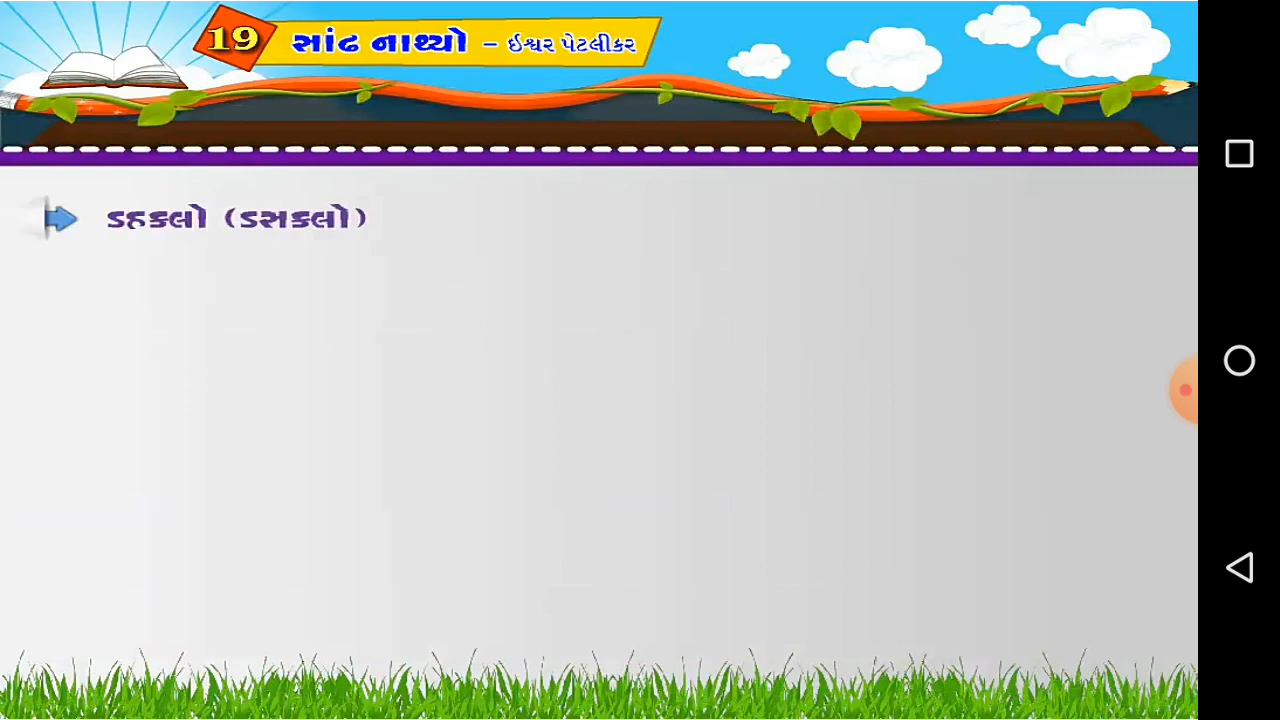 19 સાંઢ નાથ્યો – ઈશ્વર પેટલીકર
ડહકલો (ડસકલો)